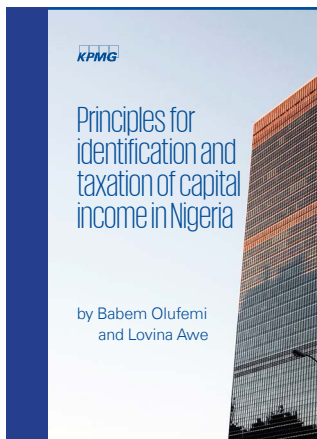 KPMG
Principles for
identification and
taxation of capital
income in Nigeria
by Babem Olufemi
and Lovina Awe